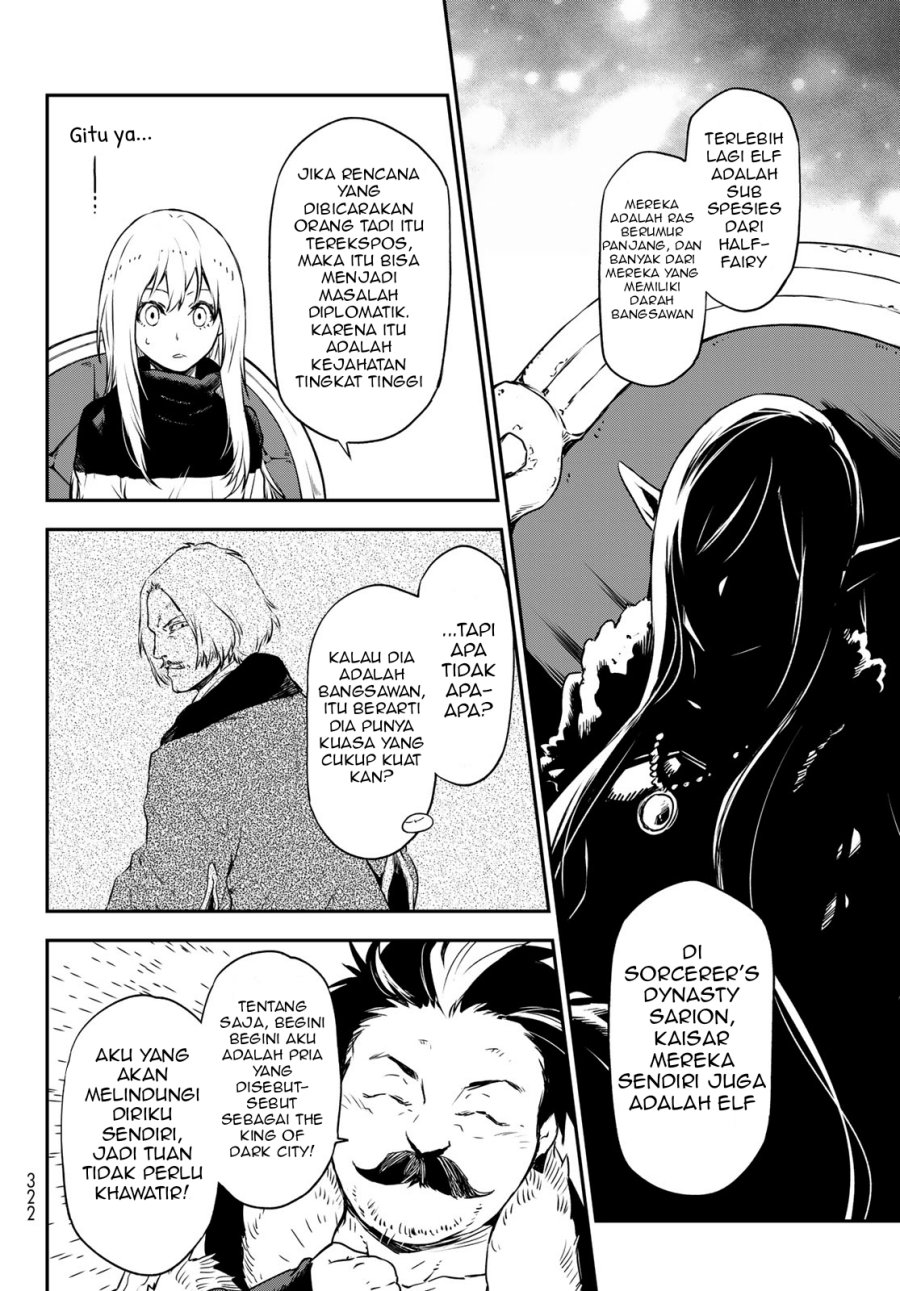 TERLEBIH
LAGI ELF
ADALAH
SUB
SPESIES
DARI
HALF-
FAIRY
MEREKA
ADALAH RAS
BERUMUR
PANJANG, DAN
BANYAK DARI
MEREKA YANG
MEMILIKI
DARAH
BANGSAWAN
DI
SORCERER'S
DYNASTY
SARION,
KAISAR
MEREKA
SENDIRI JUGA
ADALAH ELF
JIKA RENCANA
YANG
DIBICARAKAN
ORANG TADI ITU
TEREKSPOS,
MAKA ITU BISA
MENJADI
MASALAH
DIPLOMATIK.
KARENA ITU
ADALAH
KEJAHATAN
TINGKAT TINGGI
Gitu ya...
...TAPI
APA
TIDAK
APA-
APA?
KALAU DIA
ADALAH
BANGSAWAN,
ITU BERARTI
DIA PUNYA
KUASA YANG
CUKUP KUAT
KAN?
TENTANG
SAJA, BEGINI
BEGINI AKU
ADALAH PRIA
YANG
DISEBUT-
SEBUT
SEBAGAI THE
KING OF
DARK CITY!
AKU YANG
AKAN
MELINDUNGI
DIRIKU
SENDIRI,
JADI TUAN
TIDAK PERLU
KHAWATIR!
322